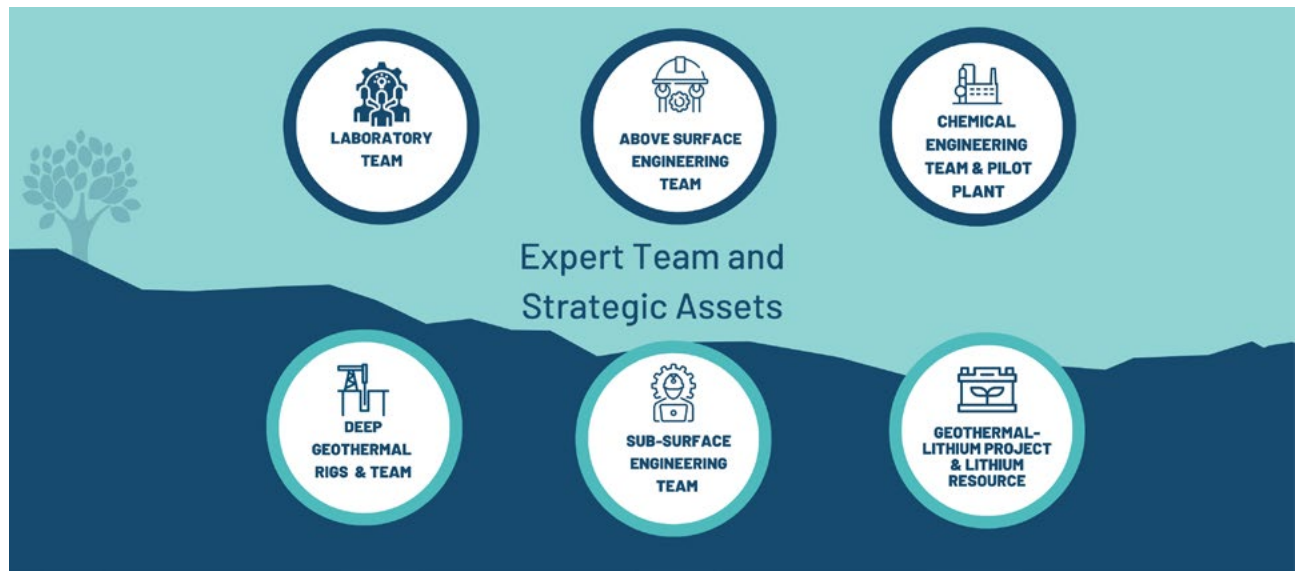 LABORATORY
TEAM
ABOVE SURFACE
ENGINEERING
TEAM
CHEMICAL
ENGINEERING
TEAM & PILOT
PLANT
Expert Team and
Strategic Assets
DEEP
GEOTHERMAL
RIGS & TEAM
SUB-SURFACE
ENGINEERING
TEAM
GEOTHERMAL-
LITHIUM PROJECT
& LITHIUM
RESOURCE